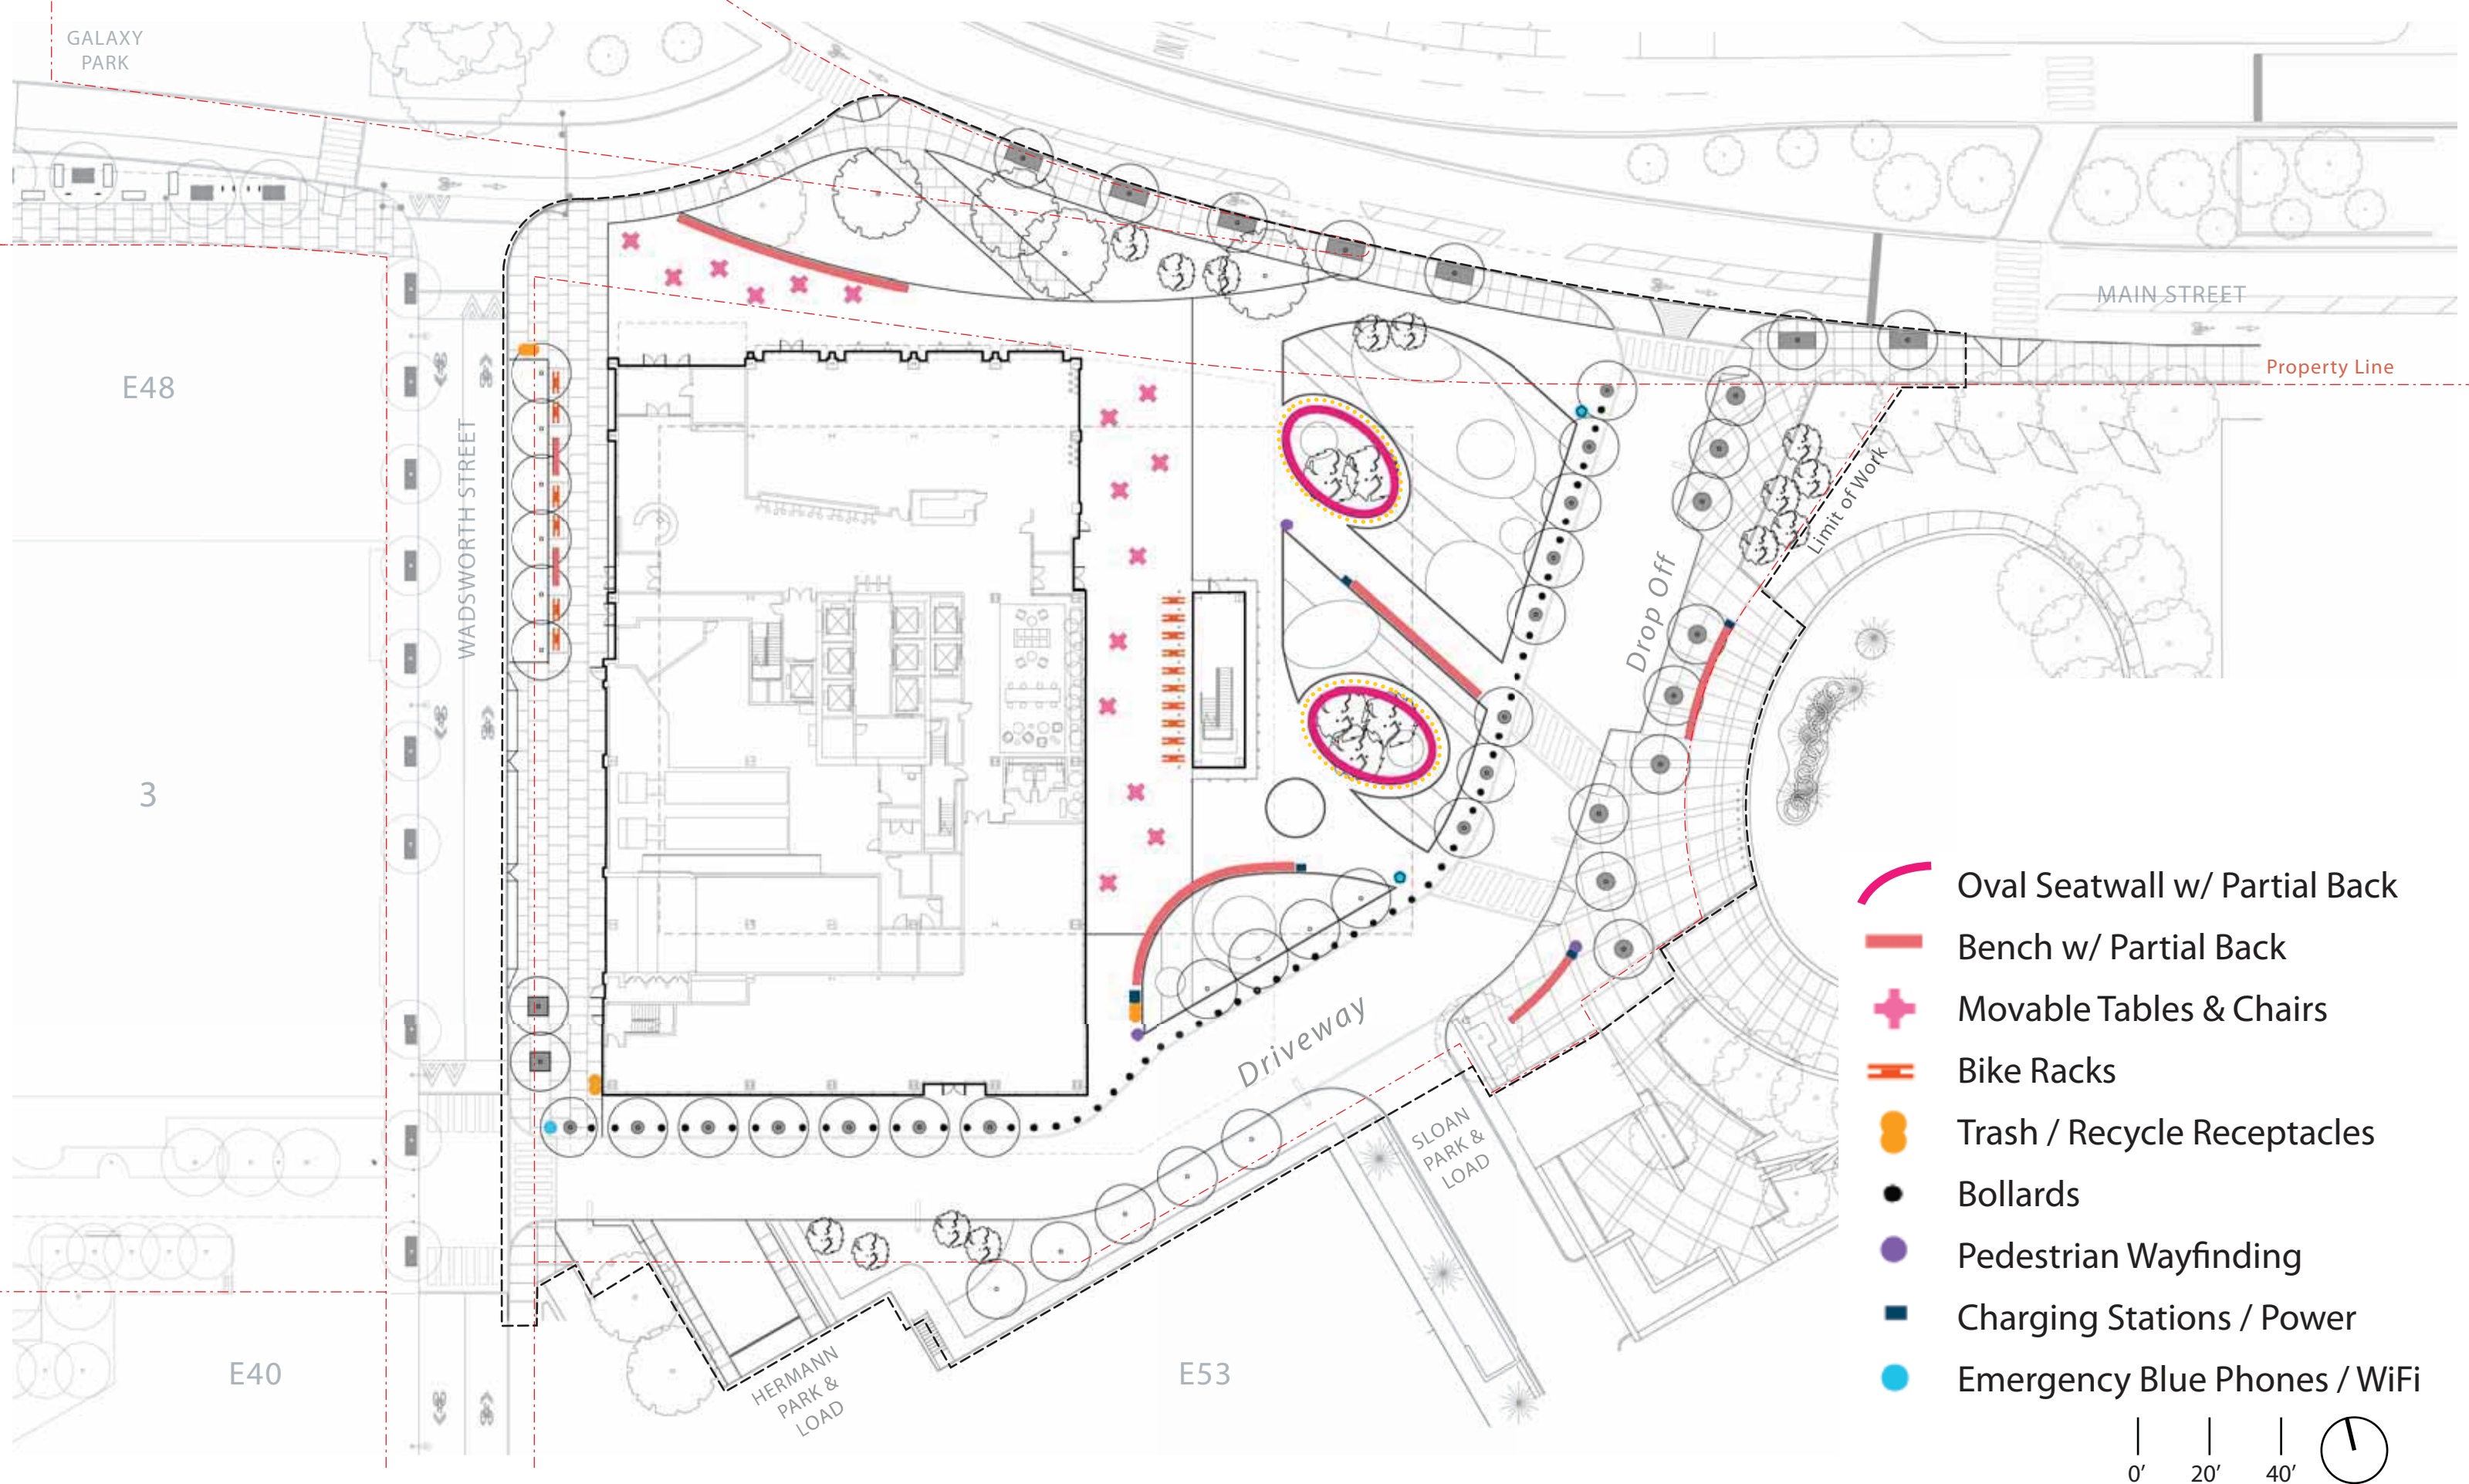 GALAXY
PARK
MAIN STREET
Property Line
E48
WADSWORTH STREET
Limit of Work
Drop Off
3
Driveway
SLOAN
PARK &
LOAD
HERMANN
PARK &
LOAD
E40
E53
Oval Seatwall w/ Partial Back
Bench w/ Partial Back
Movable Tables & Chairs
Bike Racks
Trash / Recycle Receptacles
Bollards
Pedestrian Wayfinding
Charging Stations / Power
Emergency Blue Phones / WiFi
0’ 20’ 40’